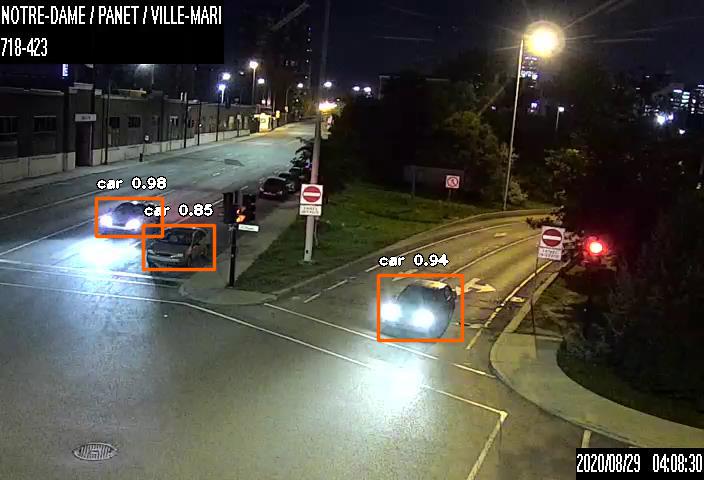 NOTRE-DAME / PANET / VILLE-MARI
718-423
car 0.98
car 0.85
car 0.94
2020/08/29 04:08:30